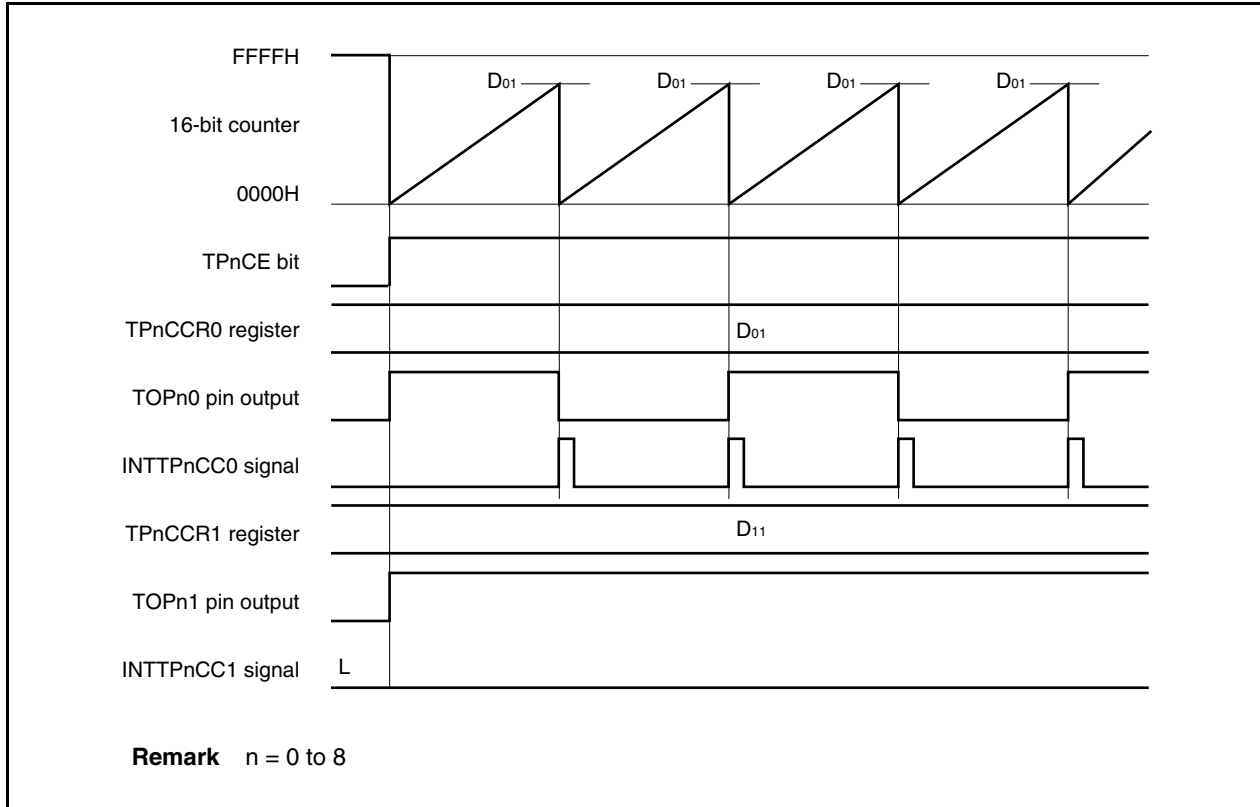 FFFFH
D01 D01 D01 D01
16-bit counter
0000H
TPnCE bit
TPnCCR0 register D01
TOPn0 pin output
INTTPnCC0 signal
TPnCCR1 register D11
TOPn1 pin output
INTTPnCC1 signal L
Remark n = 0 to 8